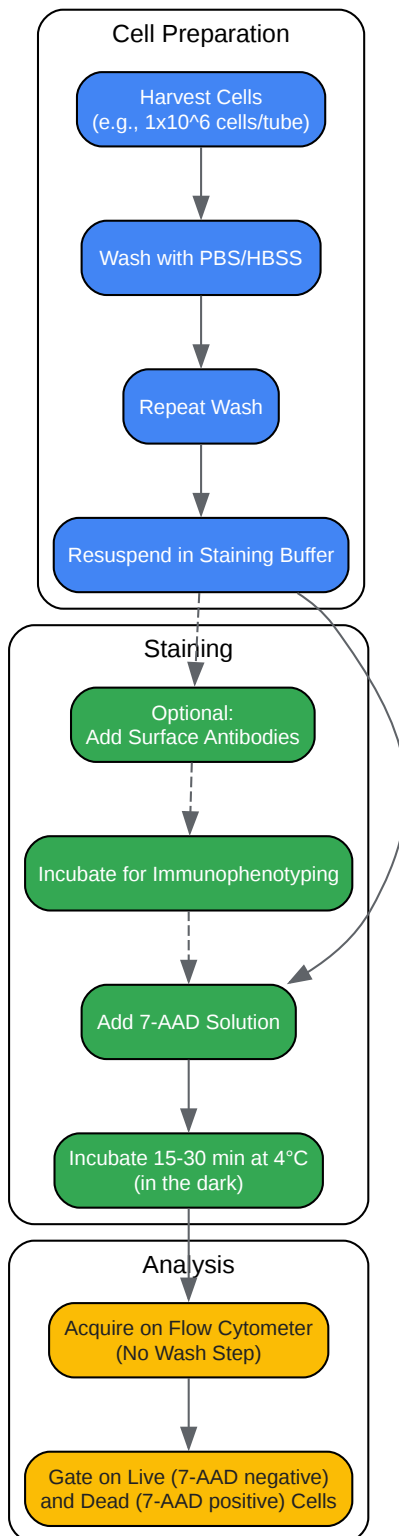 Cell Preparation
Harvest Cells
(e.g., 1x10^6 cells/tube)
Wash with PBS/HBSS
Repeat Wash
Resuspend in Staining Buffer
Staining
Optional:
Add Surface Antibodies
Incubate for Immunophenotyping
Add 7-AAD Solution
Incubate 15-30 min at 4°C
(in the dark)
Analysis
Acquire on Flow Cytometer
(No Wash Step)
Gate on Live (7-AAD negative)
and Dead (7-AAD positive) Cells